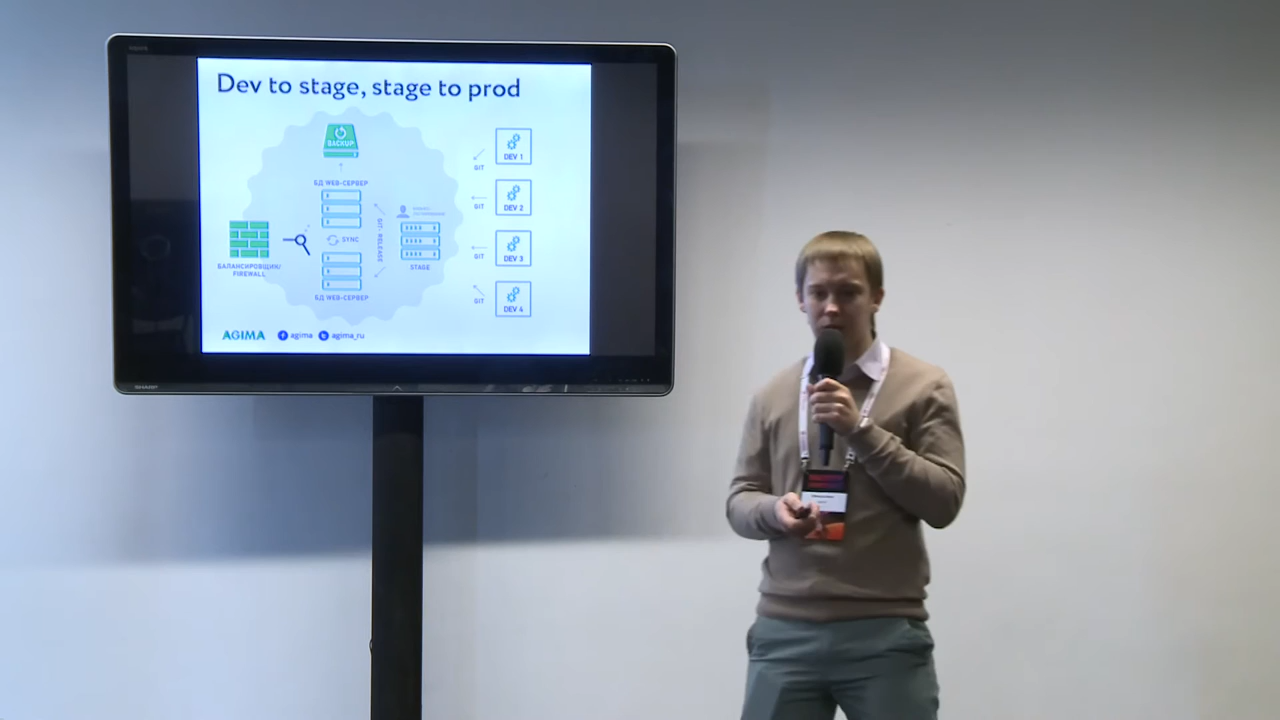 Dev to stage, stage to prod
BACKUP
БД WEB-СЕРВЕР
SYNC
БД WEB-СЕРВЕР
БАЛАНСИРОВЩИК/
FIREWALL
GIT - RELEASE
STAGE
GIT
DEV 1
GIT
DEV 2
GIT
DEV 3
GIT
DEV 4
AGIMA
agima
agima_ru
SHARP